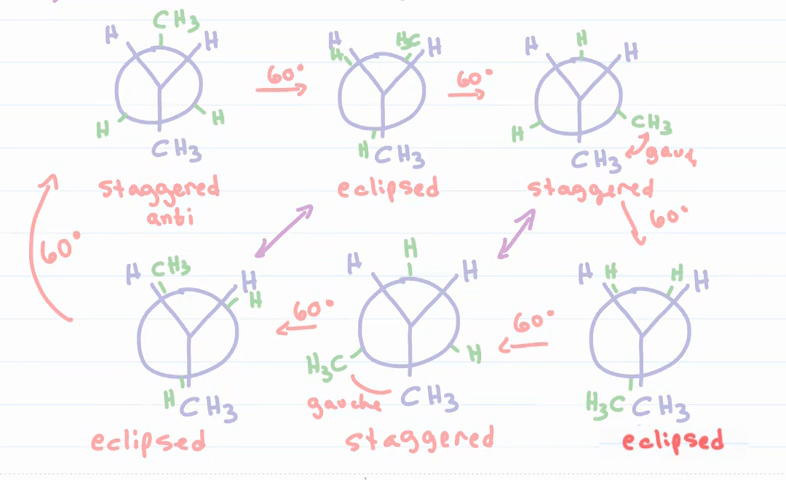 CH3
H H
H H
CH3
staggered
anti
60°
H H3C H
H
H CH3
eclipsed
60°
H H H
H CH3
CH3 gauche
staggered
60°
60°
H CH3 H
H
H CH3
eclipsed
60°
H H H
H3C H
gauche CH3
staggered
60°
H H H H
H3C CH3
eclipsed